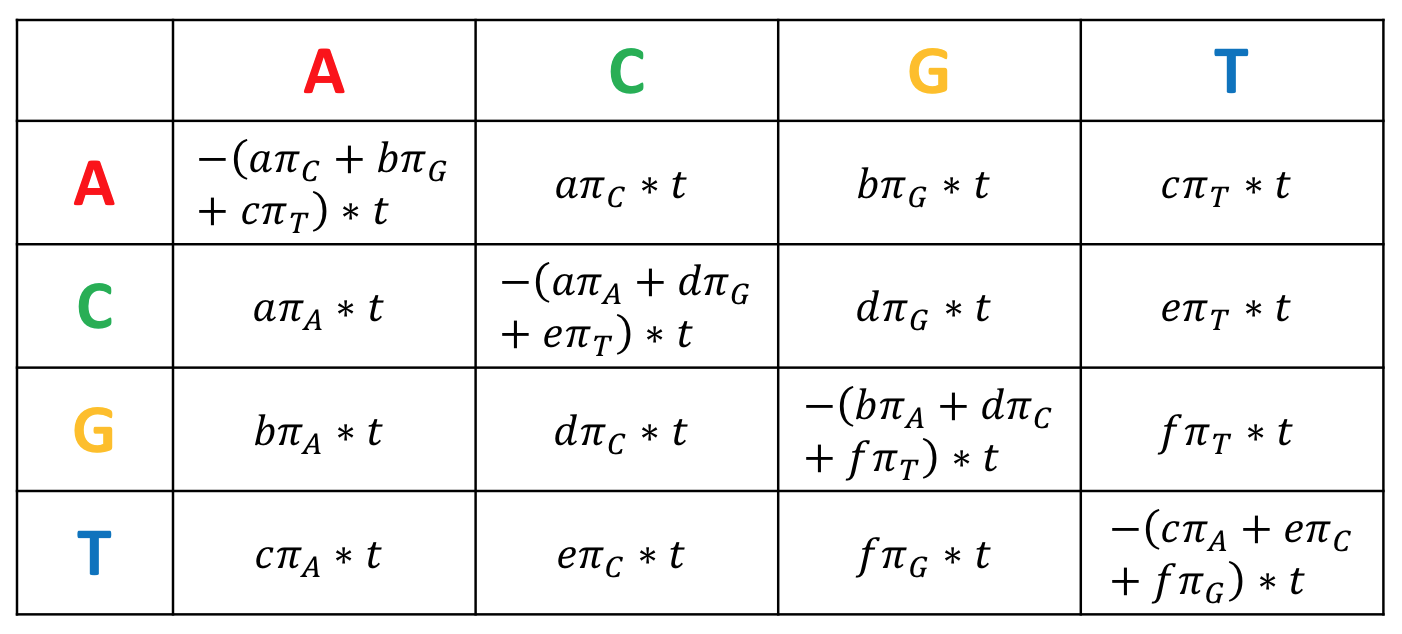 A C G T
A −(aπ_C + bπ_G + cπ_T) ∗ t aπ_C ∗ t bπ_G ∗ t cπ_T ∗ t
C aπ_A ∗ t −(aπ_A + dπ_G + eπ_T) ∗ t dπ_G ∗ t eπ_T ∗ t
G bπ_A ∗ t dπ_C ∗ t −(bπ_A + dπ_C + fπ_T) ∗ t fπ_T ∗ t
T cπ_A ∗ t eπ_C ∗ t fπ_G ∗ t −(cπ_A + eπ_C + fπ_G) ∗ t